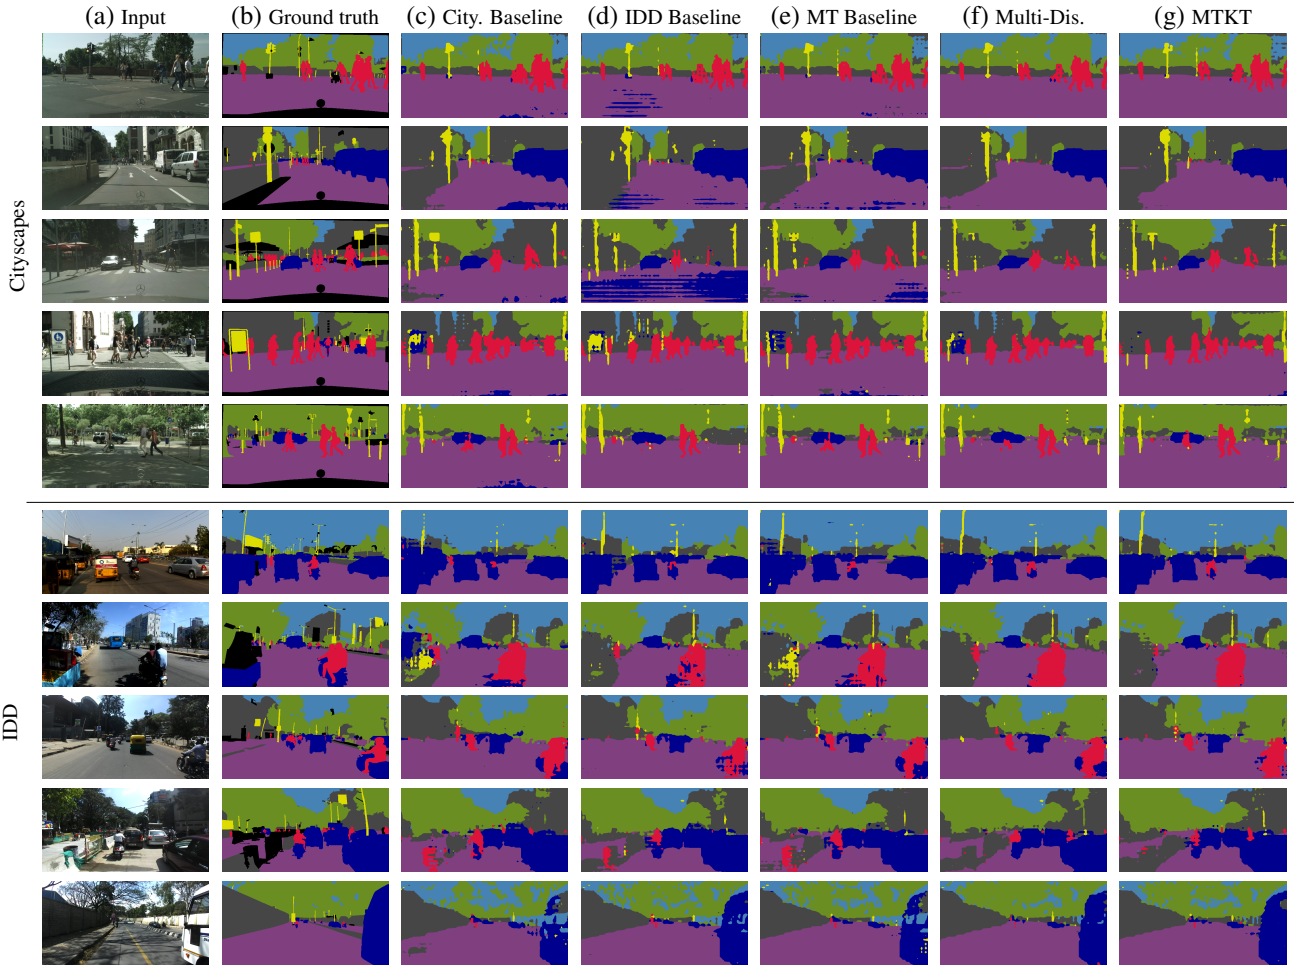 (a) Input (b) Ground truth (c) City. Baseline (d) IDD Baseline (e) MT Baseline (f) Multi-Dis. (g) MTKT
Cityscapes
IDD